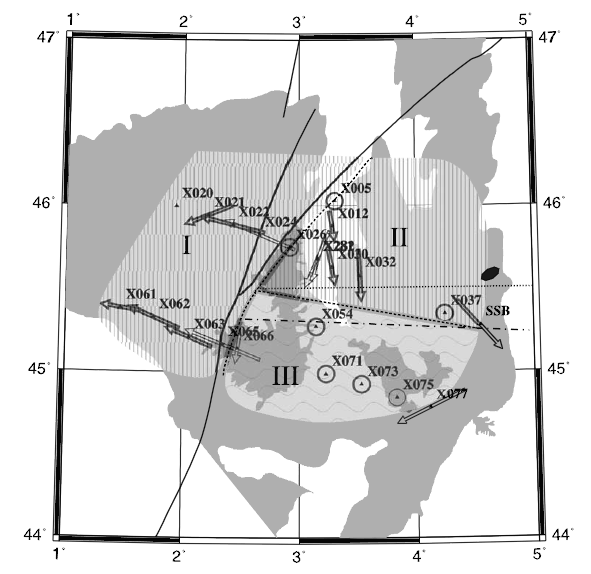 1° 2° 3° 4° 5°
47° 47°
X020
X005
X021
46° 46°
X022 X012
X024
X026
I II
X030
X032
X061
X062 X037
SSB
X054
X063
X065
X066
45° 45°
X071
III X073
X075
X077
44° 44°
1° 2° 3° 4° 5°